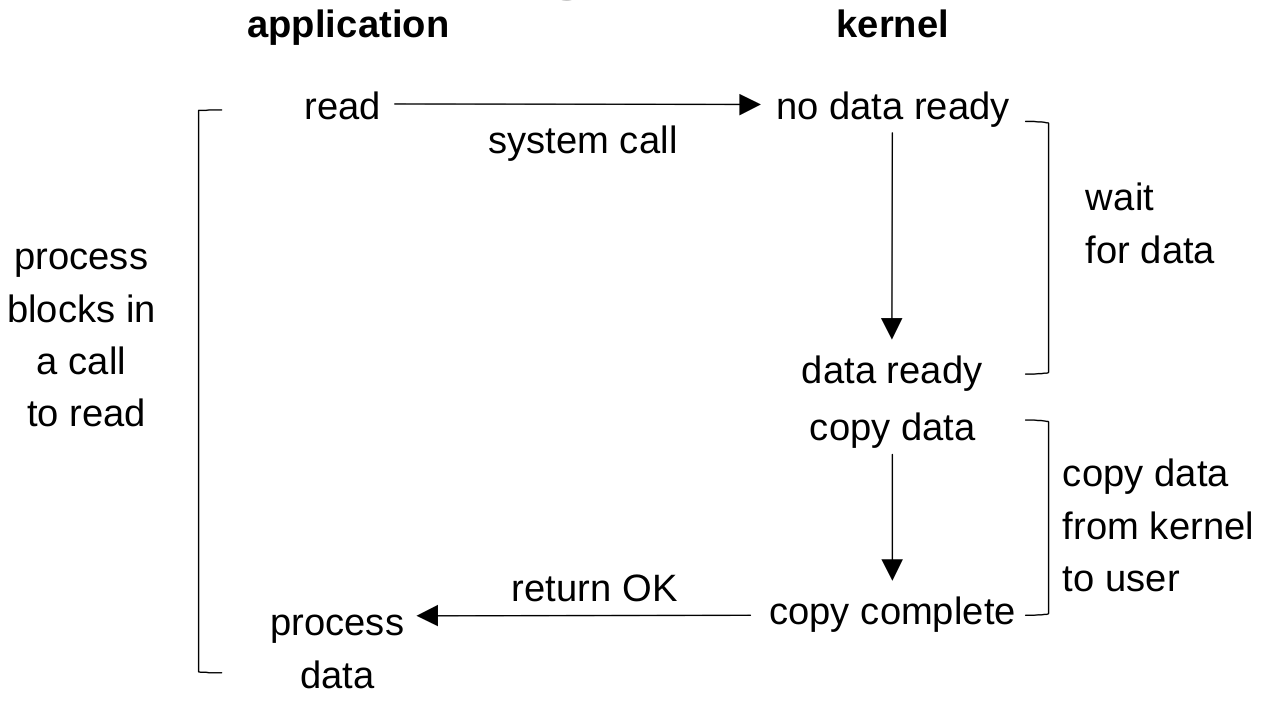 application
kernel
read
no data ready
system call
wait
for data
process
blocks in
a call
to read
data ready
copy data
copy data
from kernel
to user
return OK
copy complete
process
data